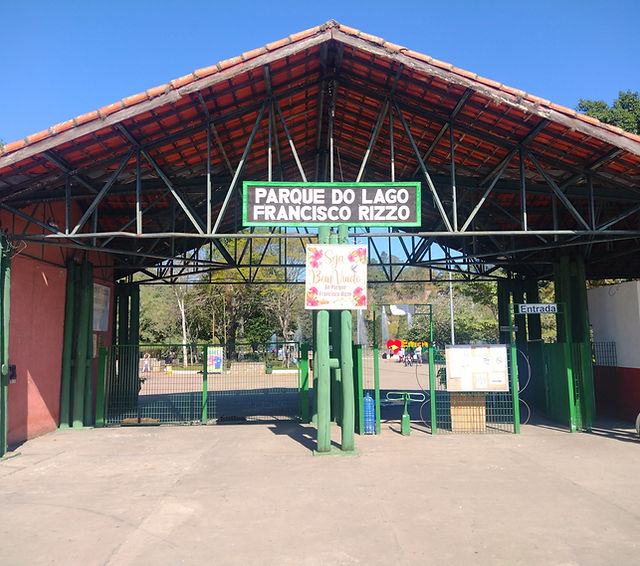 PARQUE DO LAGO
FRANCISCO RIZZO
Seja
Bem Vindo
Ao Parque
Francisco Rizzo
Entrada